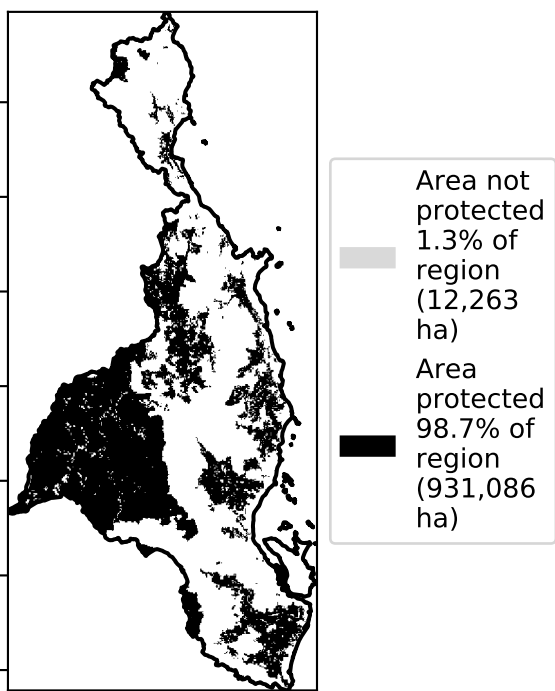 Area not
protected
1.3% of
region
(12,263
ha)
Area
protected
98.7% of
region
(931,086
ha)